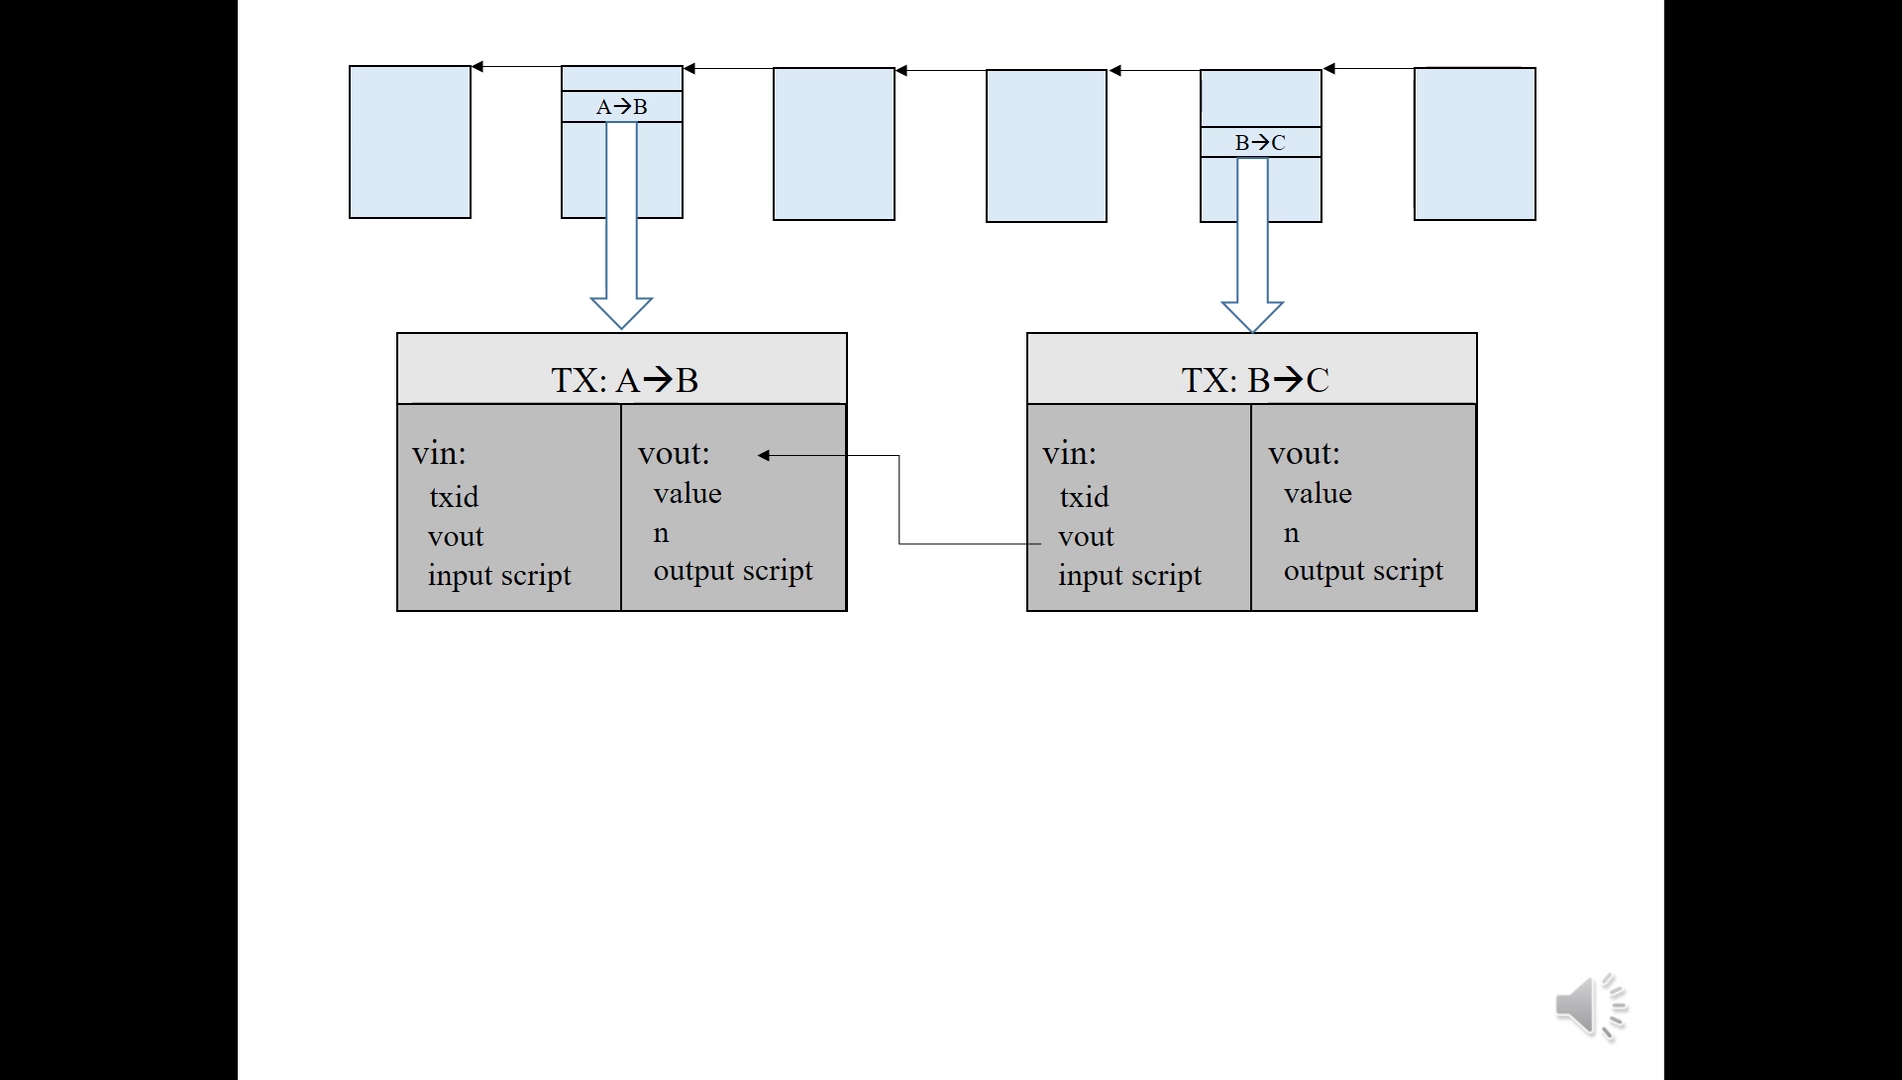 A→B
B→C
TX: A→B
vin:
txid
vout
input script
vout:
value
n
output script
TX: B→C
vin:
txid
vout
input script
vout:
value
n
output script